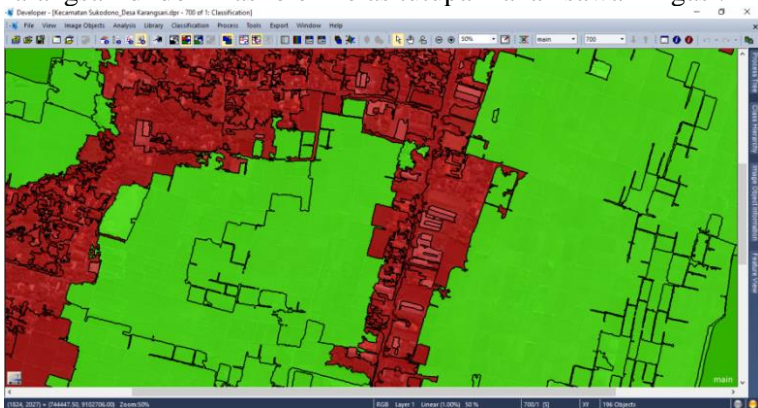 Developer - [Kecamatan Sukodono_Desa Karangsari.dpr - 700 of 1: Classification]
File View Image Objects Analysis Library Classification Process Tools Export Window Help
50% main 700
Process Tree
Class Hierarchy
Image Object Information
Feature View
main
(1824, 2027) = (744447.50, 9102706.00) Zoom:50%
RGB Layer 1 Linear (1.00%) 50 %
700/1 [5] XY 196 Objects